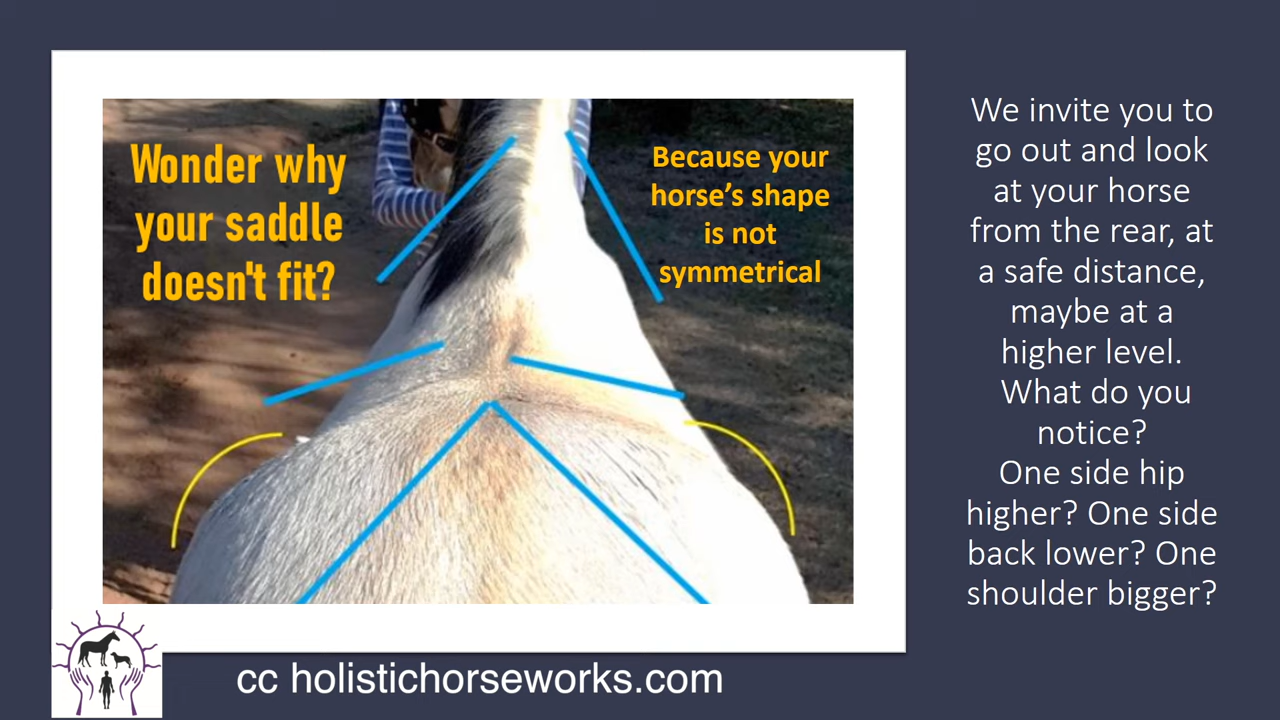 Wonder why
your saddle
doesn't fit?
Because your
horse’s shape
is not
symmetrical
We invite you to
go out and look
at your horse
from the rear, at
a safe distance,
maybe at a
higher level.
What do you
notice?
One side hip
higher? One side
back lower? One
shoulder bigger?
cc holistichorseworks.com